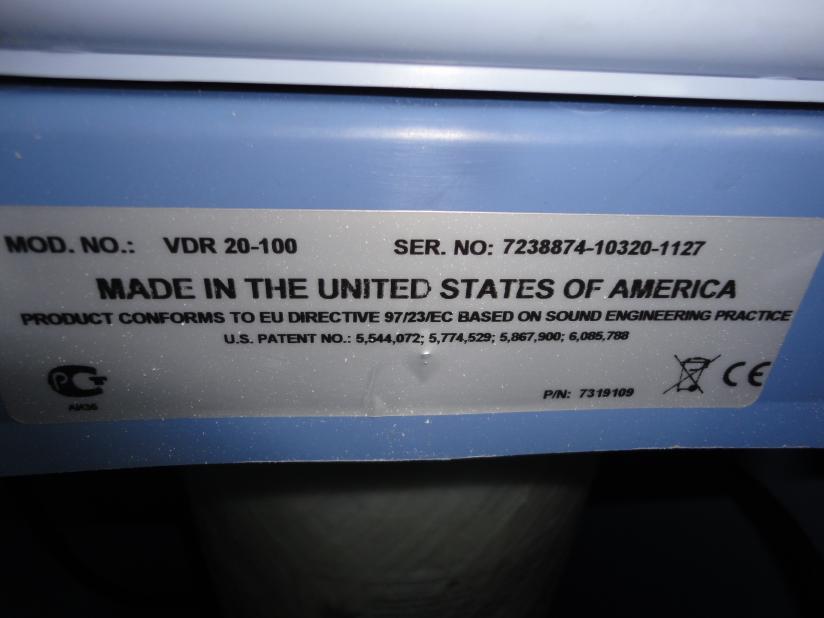 MOD. NO.: VDR 20-100 SER. NO: 7238874-10320-1127
MADE IN THE UNITED STATES OF AMERICA
PRODUCT CONFORMS TO EU DIRECTIVE 97/23/EC BASED ON SOUND ENGINEERING PRACTICE
U.S. PATENT NO.: 5,544,072; 5,774,529; 5,867,900; 6,085,788
P/N: 7319109
CE